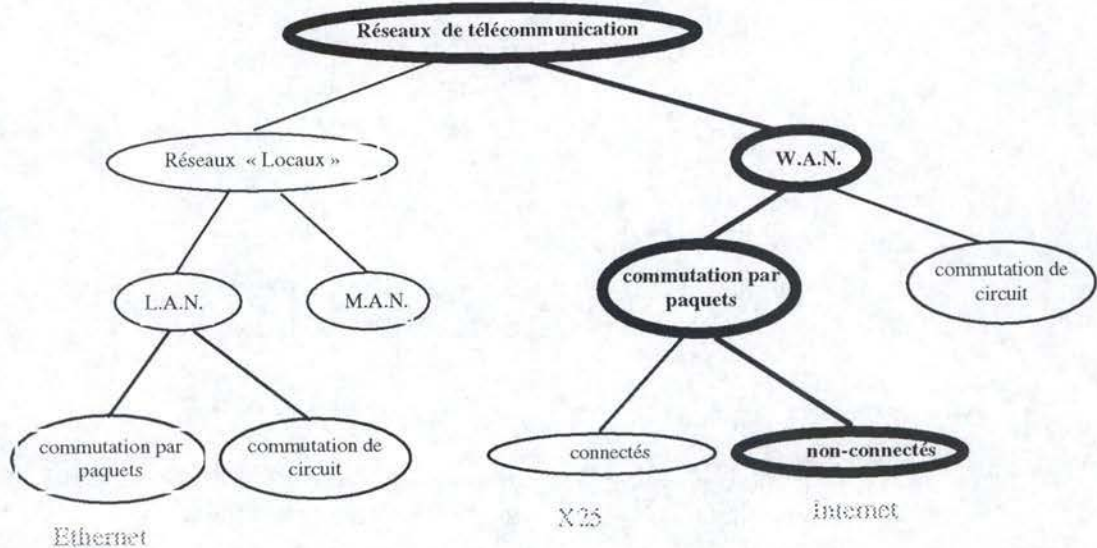 Réseaux de télécommunication
Réseaux « Locaux »
W.A.N.
L.A.N.
M.A.N.
commutation par
paquets
commutation de
circuit
commutation par
paquets
commutation de
circuit
connectés
non-connectés
Ethernet
X25
Internet